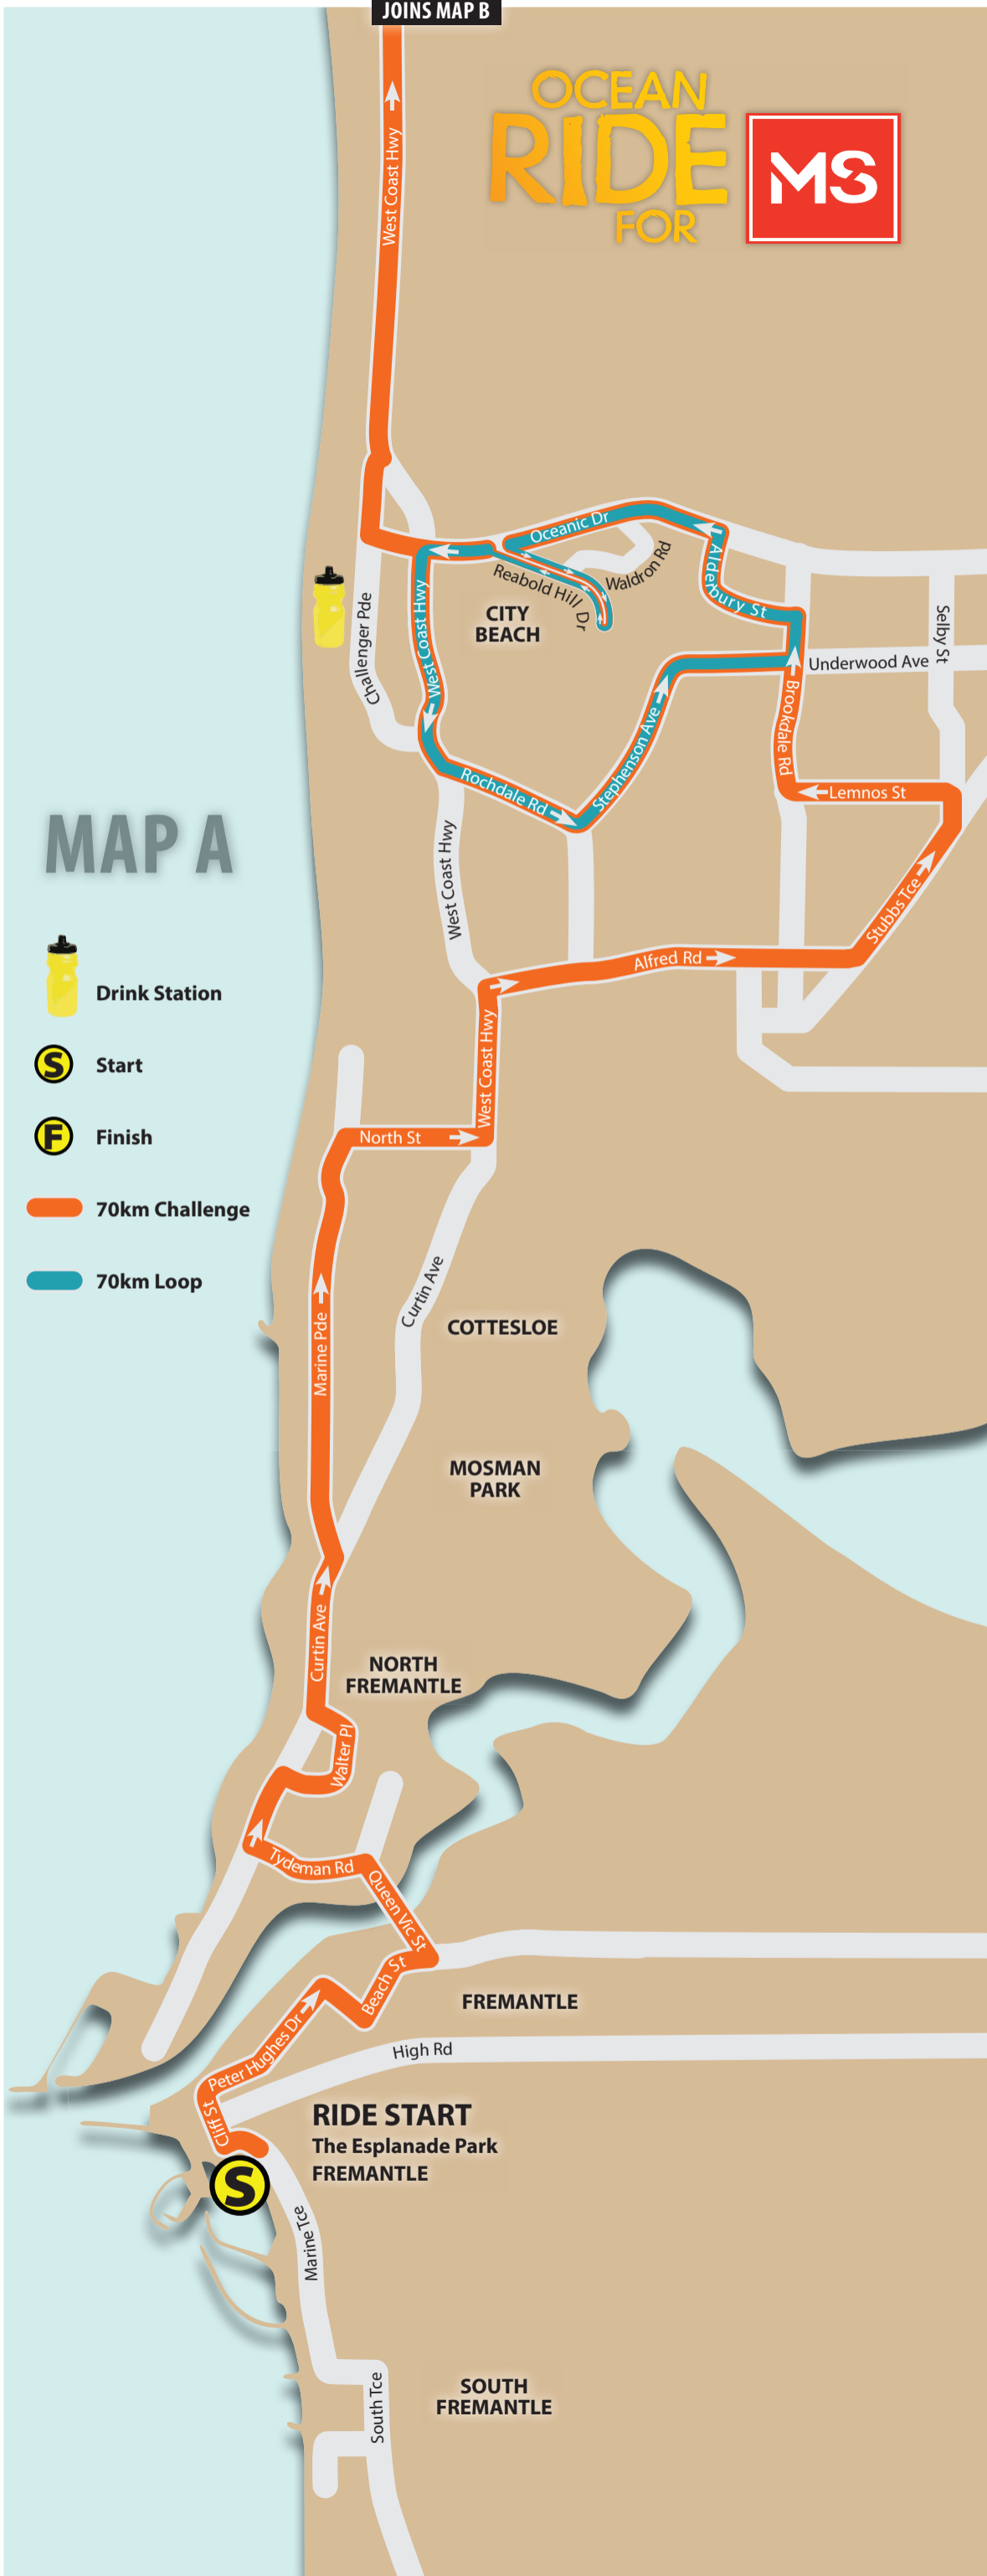 JOINS MAP B
OCEAN
RIDE
FOR
MS
West Coast Hwy
Oceanic Dr
Waldron Rd
Reabold Hill Dr
Alderbury St
CITY
BEACH
Challenger Pde
West Coast Hwy
Selby St
Underwood Ave
Brookdale Rd
Stephenson Ave
Rochdale Rd
Lemnos St
MAP A
West Coast Hwy
Stubbs Tce
Alfred Rd
Drink Station
S
Start
West Coast Hwy
F
Finish
North St
70km Challenge
70km Loop
Curtin Ave
Marine Pde
COTTESLOE
MOSMAN
PARK
Curtin Ave
NORTH
FREMANTLE
Walter Pl
Tydeman Rd
Queen Vic St
Beach St
FREMANTLE
Peter Hughes Dr
High Rd
Cliff St
RIDE START
The Esplanade Park
FREMANTLE
S
Marine Tce
South Tce
SOUTH
FREMANTLE